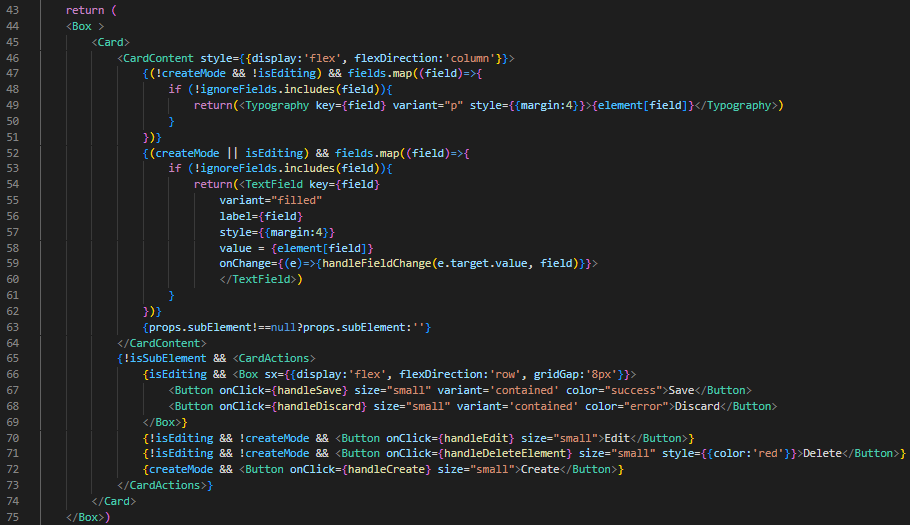 43 return (
44 <Box >
45 <Card>
46 <CardContent style={{display:'flex', flexDirection:'column'}}>
47 {(!createMode && !isEditing) && fields.map((field)=>{
48 if (!ignoreFields.includes(field)){
49 return(<Typography key={field} variant="p" style={{margin:4}}>{element[field]}</Typography>)
50 }
51 })}
52 {(createMode || isEditing) && fields.map((field)=>{
53 if (!ignoreFields.includes(field)){
54 return(<TextField key={field}
55 variant="filled"
56 label={field}
57 style={{margin:4}}
58 value = {element[field]}
59 onChange={(e)=>{handleFieldChange(e.target.value, field)}}>
60 </TextField>)
61 }
62 })}
63 {props.subElement!==null?props.subElement:''}
64 </CardContent>
65 {!isSubElement && <CardActions>
66 {isEditing && <Box sx={{display:'flex', flexDirection:'row', gridGap:'8px'}}>
67 <Button onClick={handleSave} size="small" variant='contained' color="success">Save</Button>
68 <Button onClick={handleDiscard} size="small" variant='contained' color="error">Discard</Button>
69 </Box>}
70 {!isEditing && !createMode && <Button onClick={handleEdit} size="small">Edit</Button>}
71 {!isEditing && !createMode && <Button onClick={handleDeleteElement} size="small" style={{color:'red'}}>Delete</Button>}
72 {createMode && <Button onClick={handleCreate} size="small">Create</Button>}
73 </CardActions>}
74 </Card>
75 </Box>)